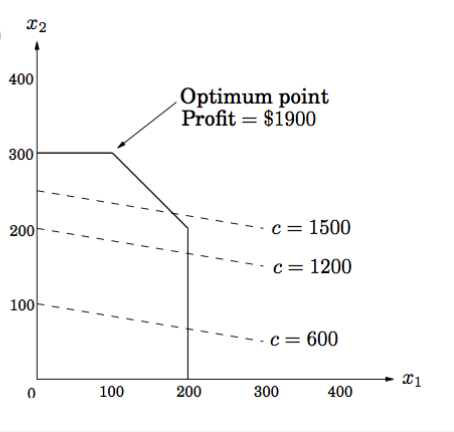 x₂
400
Optimum point
Profit = $1900
300
200
c = 1500
c = 1200
100
c = 600
x₁
0 100 200 300 400